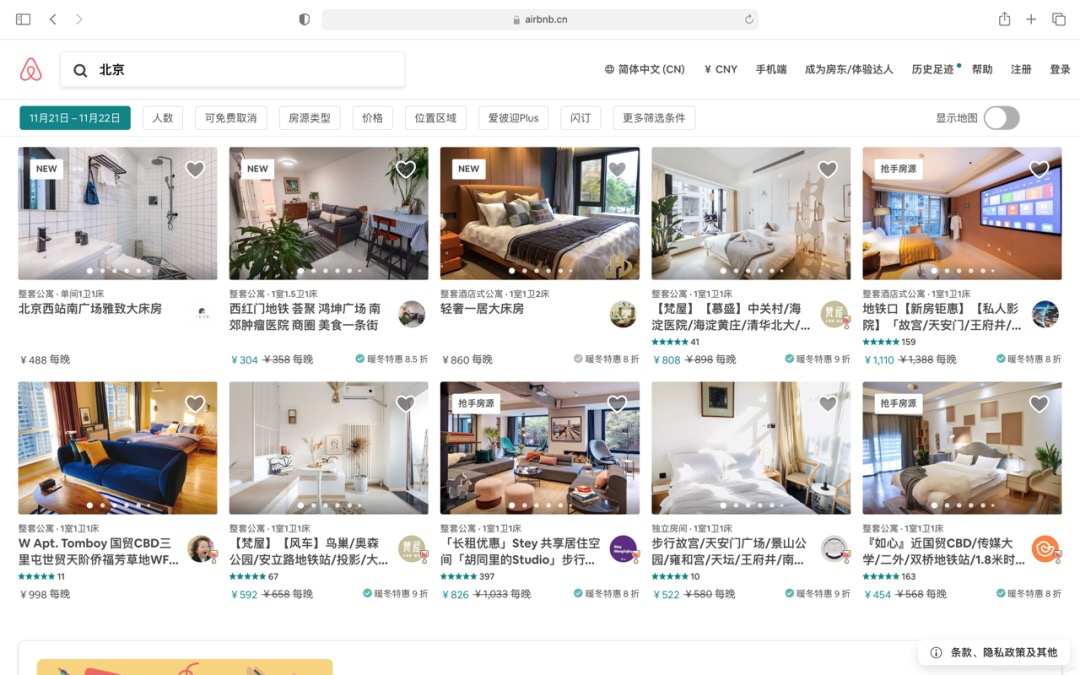 airbnb.cn
北京
简体中文 (CN)
¥ CNY
手机端
成为房东/体验达人
历史足迹
帮助
注册
登录
11月21日 – 11月22日
人数
可免费取消
房源类型
价格
位置区域
爱彼迎Plus
闪订
更多筛选条件
显示地图
NEW
整套公寓 · 单间1卫1床
北京西站南广场雅致大床房
¥488 每晚
NEW
整套公寓 · 1室1.5卫1床
西红门地铁 荟聚 鸿坤广场 南
郊肿瘤医院 商圈 美食一条街
¥304 ¥358 每晚
暖冬特惠 8.5 折
NEW
整套酒店式公寓 · 1室1卫2床
轻奢一居大床房
¥860 每晚
暖冬特惠 8 折
整套公寓 · 1室1卫1床
【梵屋】【慕盛】中关村/海
淀医院/海淀黄庄/清华北大/...
★★★★★ 41
¥808 ¥898 每晚
暖冬特惠 9 折
抢手房源
整套酒店式公寓 · 1室1卫1床
地铁口【新房钜惠】【私人影
院】「故宫/天安门/王府井/...
★★★★★ 159
¥1,110 ¥1,388 每晚
暖冬特惠 8 折
整套公寓 · 1室1卫1床
W Apt. Tomboy 国贸CBD三
里屯世贸天阶侨福芳草地WF...
★★★★★ 11
¥998 每晚
整套公寓 · 1室1卫1床
【梵屋】【风车】鸟巢/奥森
公园/安立路地铁站/投影/大...
★★★★★ 67
¥592 ¥658 每晚
暖冬特惠 9 折
抢手房源
整套公寓 · 1室1卫1床
「长租优惠」Stey 共享居住空
间「胡同里的Studio」步行...
★★★★★ 397
¥826 ¥1,033 每晚
暖冬特惠 8 折
独立房间 · 1室1卫1床
步行故宫/天安门广场/景山公
园/雍和宫/天坛/王府井/南...
★★★★★ 10
¥522 ¥580 每晚
暖冬特惠 9 折
抢手房源
整套公寓 · 1室1卫1床
『如心』近国贸CBD/传媒大
学/二外/双桥地铁站/1.8米时...
★★★★★ 163
¥454 ¥568 每晚
暖冬特惠 8 折
条款、隐私政策及其他